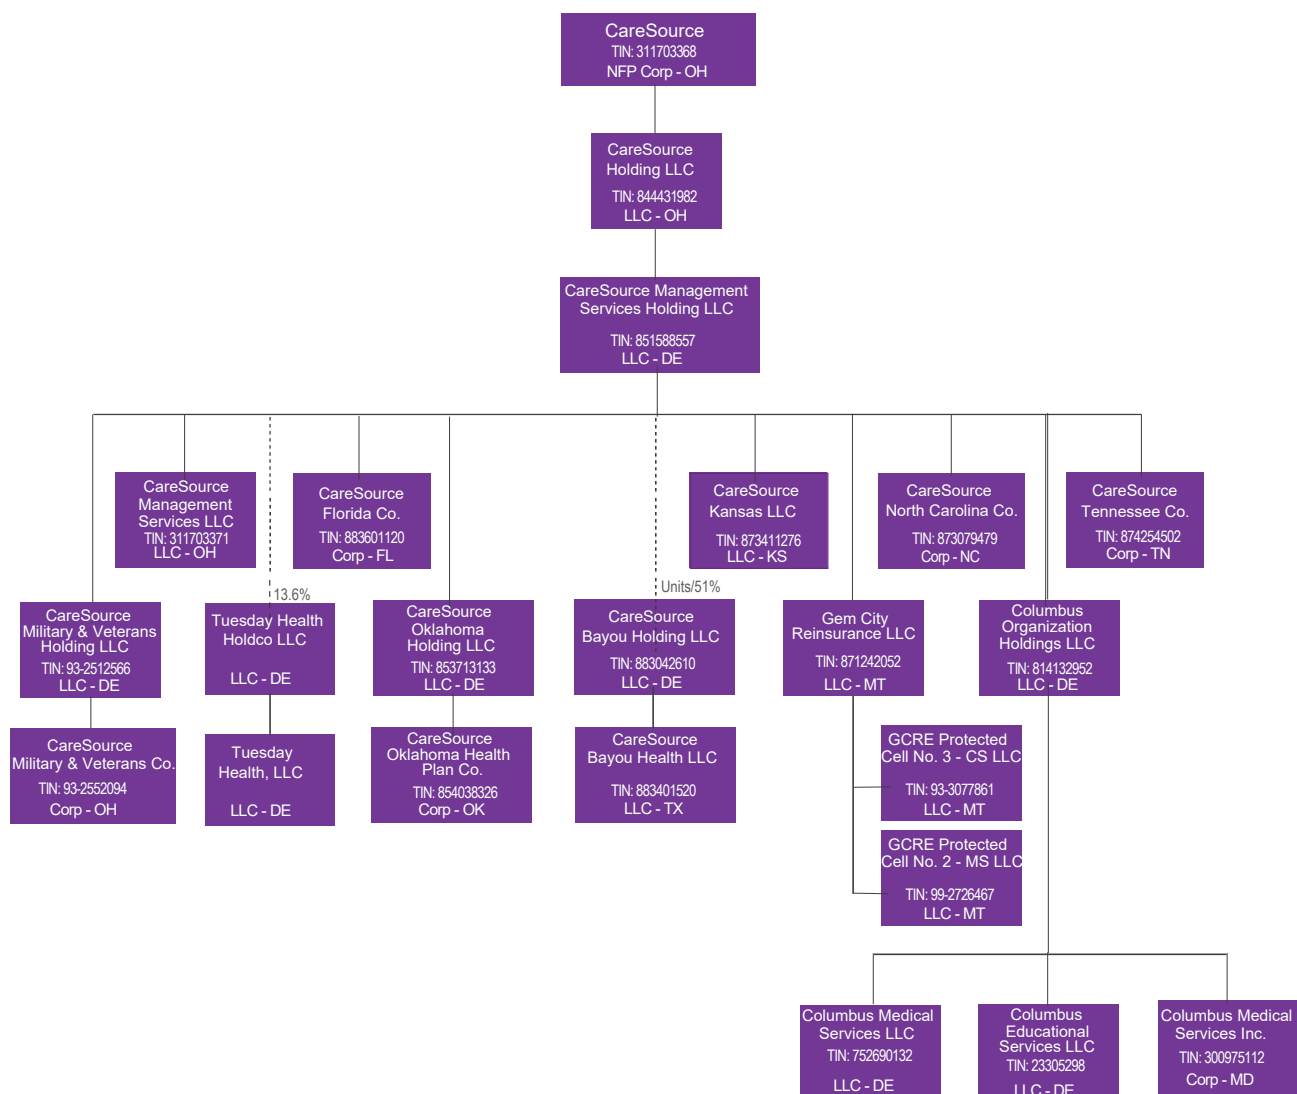 CareSource
TIN: 311703368
NFP Corp - OH
CareSource
Holding LLC
TIN: 844431982
LLC - OH
CareSource Management
Services Holding LLC
TIN: 851588557
LLC - DE
CareSource
Management
Services LLC
TIN: 311703371
LLC - OH
CareSource
Florida Co.
TIN: 883601120
Corp - FL
CareSource
Kansas LLC
TIN: 873411276
LLC - KS
CareSource
North Carolina Co.
TIN: 873079479
Corp - NC
CareSource
Tennessee Co.
TIN: 874254502
Corp - TN
13.6%
Units/51%
CareSource
Military & Veterans
Holding LLC
TIN: 93-2512566
LLC - DE
Tuesday Health
Holdco LLC
LLC - DE
CareSource
Oklahoma
Holding LLC
TIN: 853713133
LLC - DE
CareSource
Bayou Holding LLC
TIN: 883042610
LLC - DE
Gem City
Reinsurance LLC
TIN: 871242052
LLC - MT
Columbus
Organization
Holdings LLC
TIN: 814132952
LLC - DE
CareSource
Military & Veterans Co.
TIN: 93-2552094
Corp - OH
Tuesday
Health, LLC
LLC - DE
CareSource
Oklahoma Health
Plan Co.
TIN: 854038326
Corp - OK
CareSource
Bayou Health LLC
TIN: 883401520
LLC - TX
GCRE Protected
Cell No. 3 - CS LLC
TIN: 93-3077861
LLC - MT
GCRE Protected
Cell No. 2 - MS LLC
TIN: 99-2726467
LLC - MT
Columbus Medical
Services LLC
TIN: 752690132
LLC - DE
Columbus
Educational
Services LLC
TIN: 23305298
LLC - DE
Columbus Medical
Services Inc.
TIN: 300975112
Corp - MD